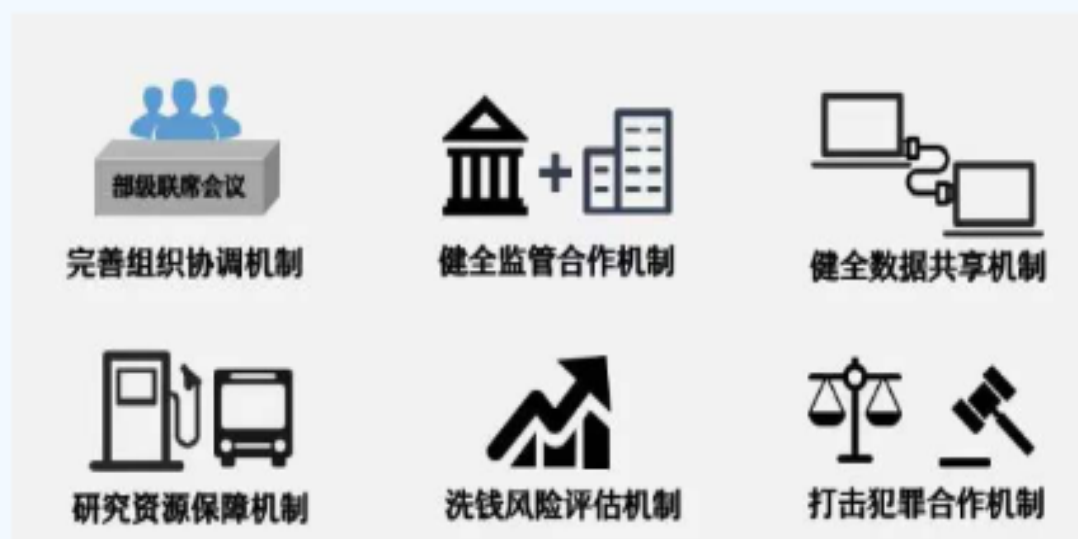 部级联席会议
完善组织协调机制
健全监管合作机制
健全数据共享机制
研究资源保障机制
洗钱风险评估机制
打击犯罪合作机制